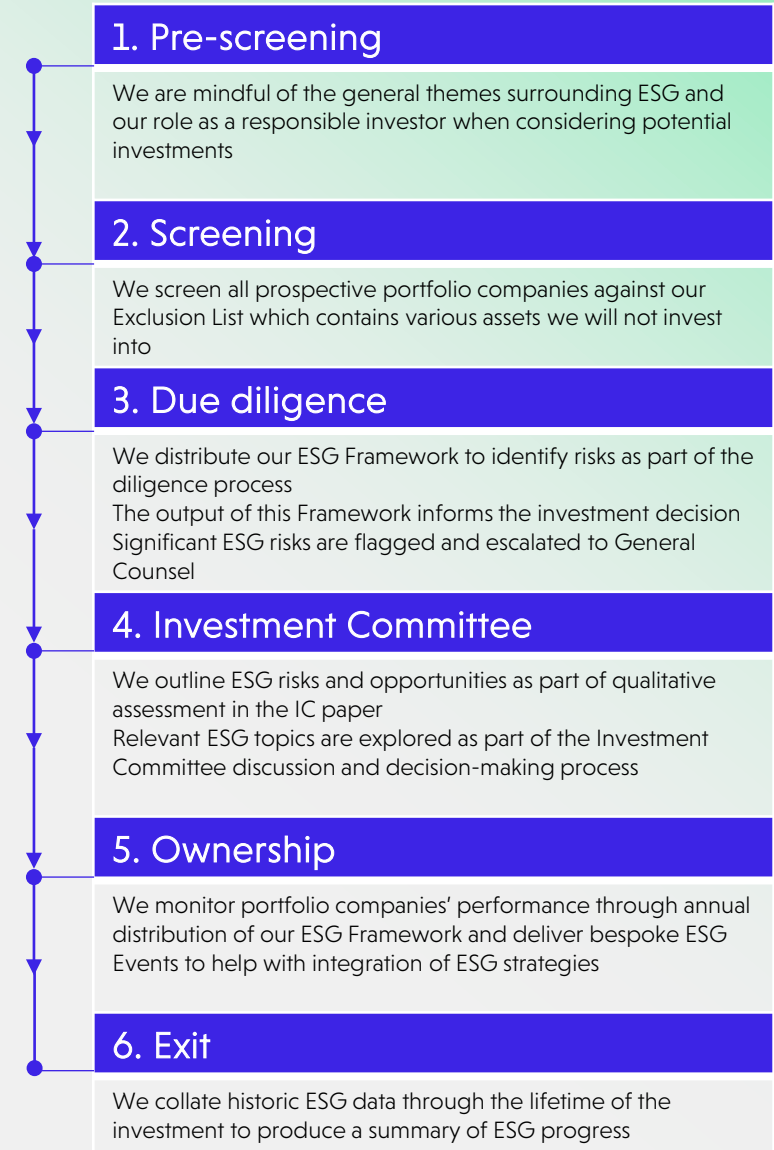 1. Pre-screening
We are mindful of the general themes surrounding ESG and
our role as a responsible investor when considering potential
investments
2. Screening
We screen all prospective portfolio companies against our
Exclusion List which contains various assets we will not invest
into
3. Due diligence
We distribute our ESG Framework to identify risks as part of the
diligence process
The output of this Framework informs the investment decision
Significant ESG risks are flagged and escalated to General
Counsel
4. Investment Committee
We outline ESG risks and opportunities as part of qualitative
assessment in the IC paper
Relevant ESG topics are explored as part of the Investment
Committee discussion and decision-making process
5. Ownership
We monitor portfolio companies’ performance through annual
distribution of our ESG Framework and deliver bespoke ESG
Events to help with integration of ESG strategies
6. Exit
We collate historic ESG data through the lifetime of the
investment to produce a summary of ESG progress